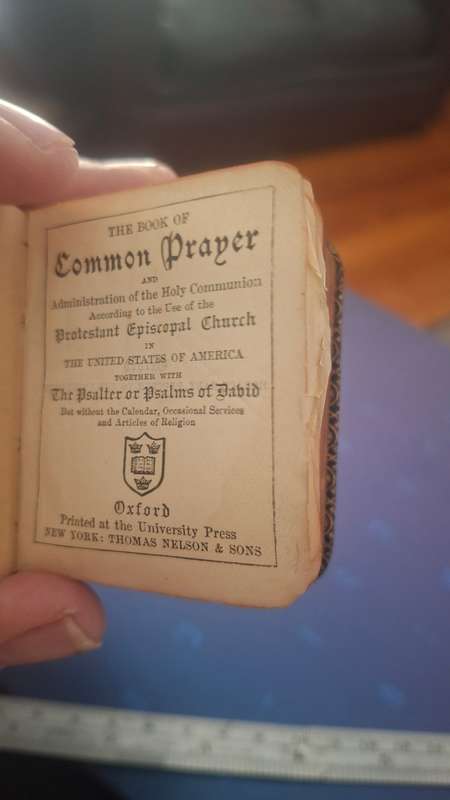 THE BOOK OF
Common Prayer
AND
Administration of the Holy Communion
According to the Use of the
Protestant Episcopal Church
IN
THE UNITED STATES OF AMERICA
TOGETHER WITH
The Psalter or Psalms of David
But without the Calendar, Occasional Services
and Articles of Religion
Oxford
Printed at the University Press
NEW YORK: THOMAS NELSON & SONS